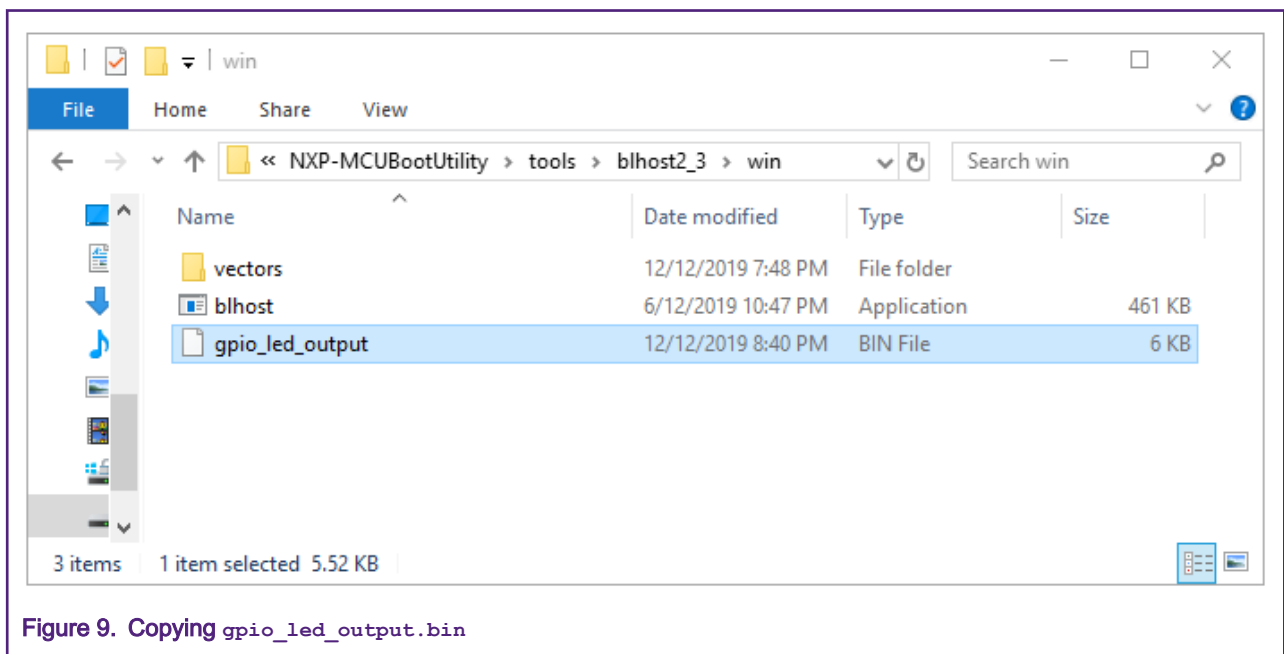 win
File Home Share View
« NXP-MCUBootUtility > tools > blhost2_3 > win Search win
Name Date modified Type Size
vectors 12/12/2019 7:48 PM File folder
blhost 6/12/2019 10:47 PM Application 461 KB
gpio_led_output 12/12/2019 8:40 PM BIN File 6 KB
3 items 1 item selected 5.52 KB
Figure 9. Copying gpio_led_output.bin